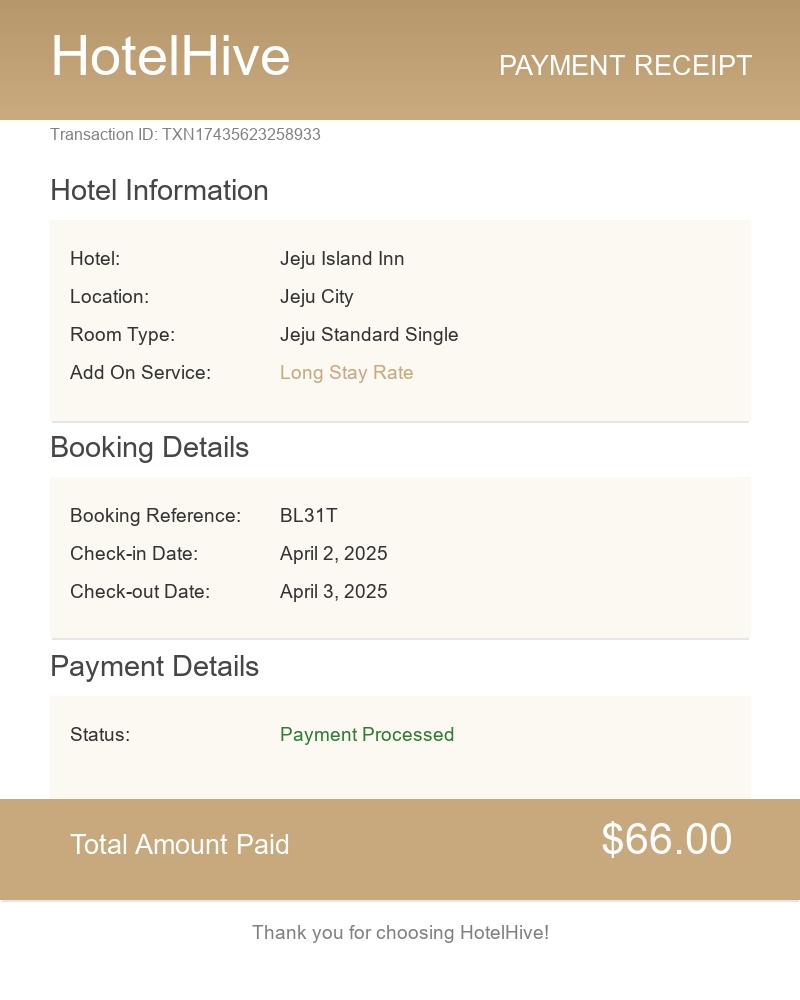 HotelHive
PAYMENT RECEIPT
Transaction ID: TXN17435623258933
Hotel Information
Hotel: Jeju Island Inn
Location: Jeju City
Room Type: Jeju Standard Single
Add On Service: Long Stay Rate
Booking Details
Booking Reference: BL31T
Check-in Date: April 2, 2025
Check-out Date: April 3, 2025
Payment Details
Status: Payment Processed
Total Amount Paid $66.00
Thank you for choosing HotelHive!